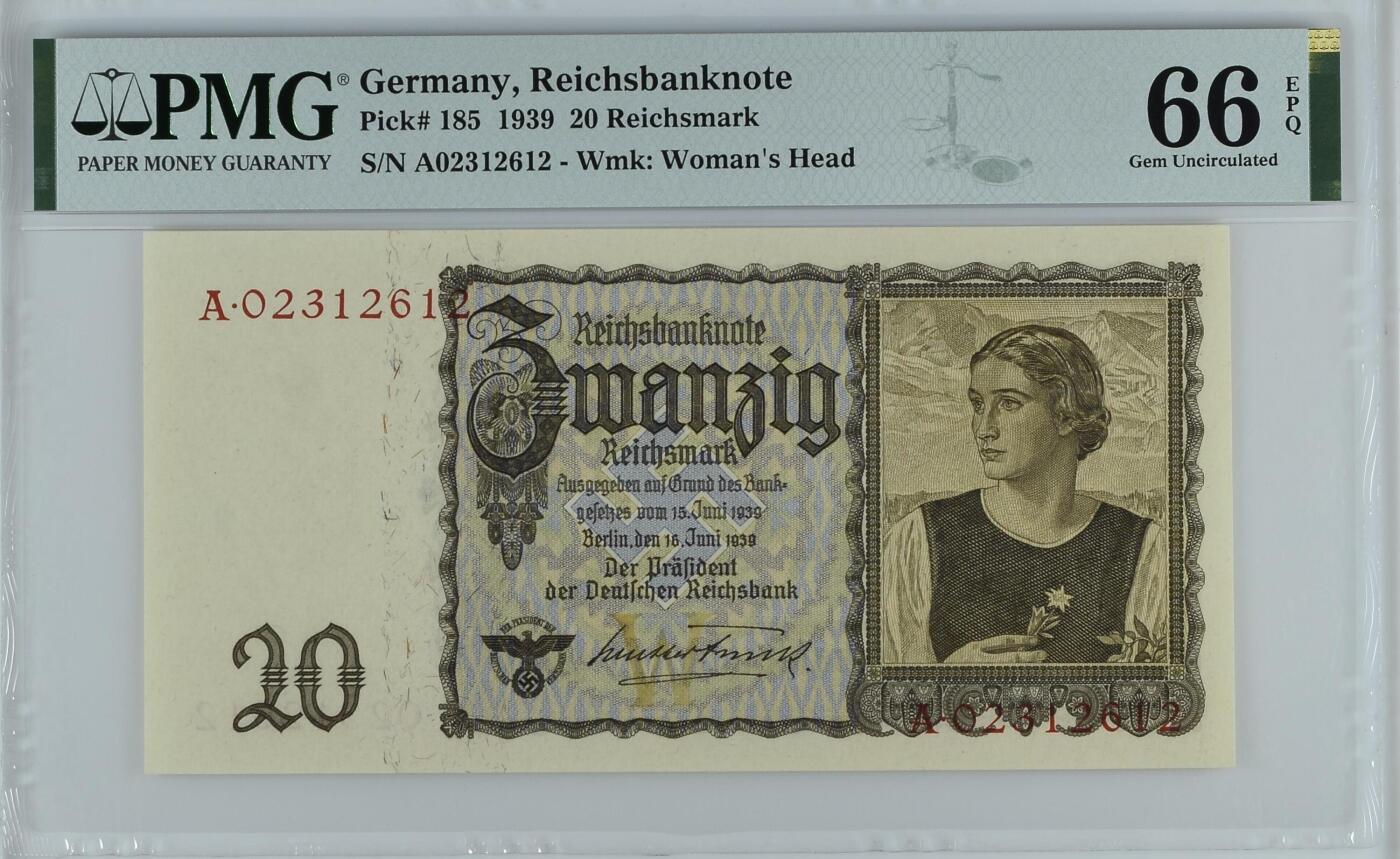 PMG®
PAPER MONEY GUARANTY
Germany, Reichsbanknote
Pick# 185 1939 20 Reichsmark
S/N A02312612 - Wmk: Woman's Head
66
EPQ
Gem Uncirculated
A·02312612
Reichsbanknote
Zwanzig
Reichsmark
Ausgegeben auf Grund des Bank-
gesetzes vom 15. Juni 1939
Berlin, den 16. Juni 1939
Der Präsident
der Deutschen Reichsbank
W
20
A·02312612